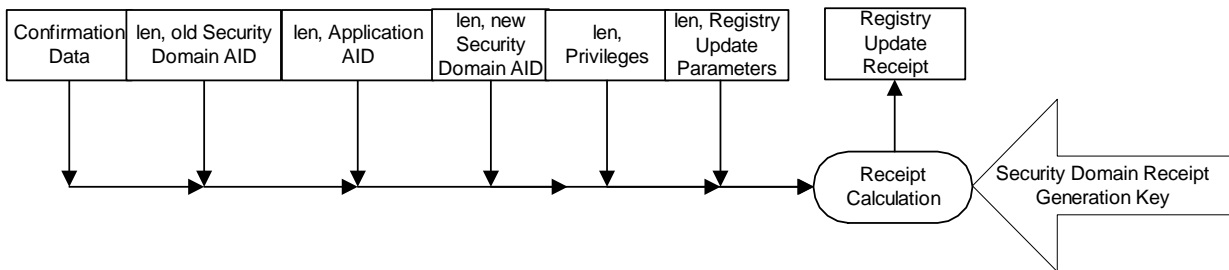 Confirmation
Data
len, old Security
Domain AID
len, Application
AID
len, new
Security
Domain AID
len,
Privileges
len, Registry
Update
Parameters
Registry
Update
Receipt
Receipt
Calculation
Security Domain Receipt
Generation Key